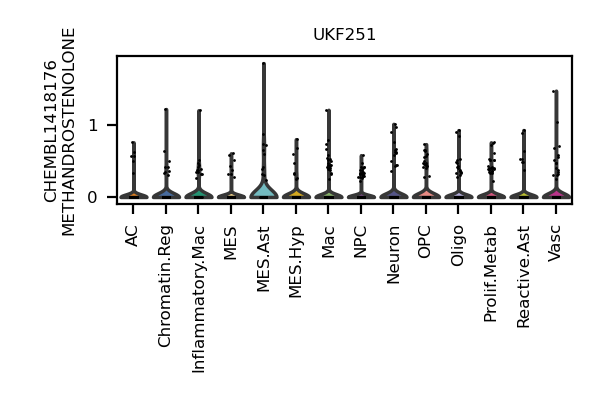 UKF251
CHEMBL1418176
METHANDROSTENOLONE
1
0
AC
Chromatin.Reg
Inflammatory.Mac
MES
MES.Ast
MES.Hyp
Mac
NPC
Neuron
OPC
Oligo
Prolif.Metab
Reactive.Ast
Vasc